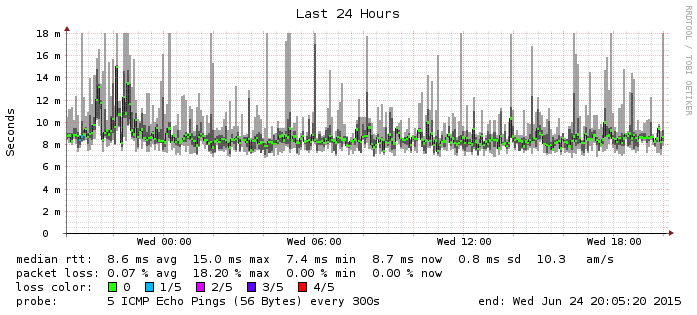 Last 24 Hours
RRDTOOL / TOBI OETIKER
Seconds
18 m
16 m
14 m
12 m
10 m
8 m
6 m
4 m
2 m
0
Wed 00:00 Wed 06:00 Wed 12:00 Wed 18:00
median rtt: 8.6 ms avg 15.0 ms max 7.4 ms min 8.7 ms now 0.8 ms sd 10.3 am/s
packet loss: 0.07 % avg 18.20 % max 0.00 % min 0.00 % now
loss color: 0 1/5 2/5 3/5 4/5
probe: 5 ICMP Echo Pings (56 Bytes) every 300s end: Wed Jun 24 20:05:20 2015